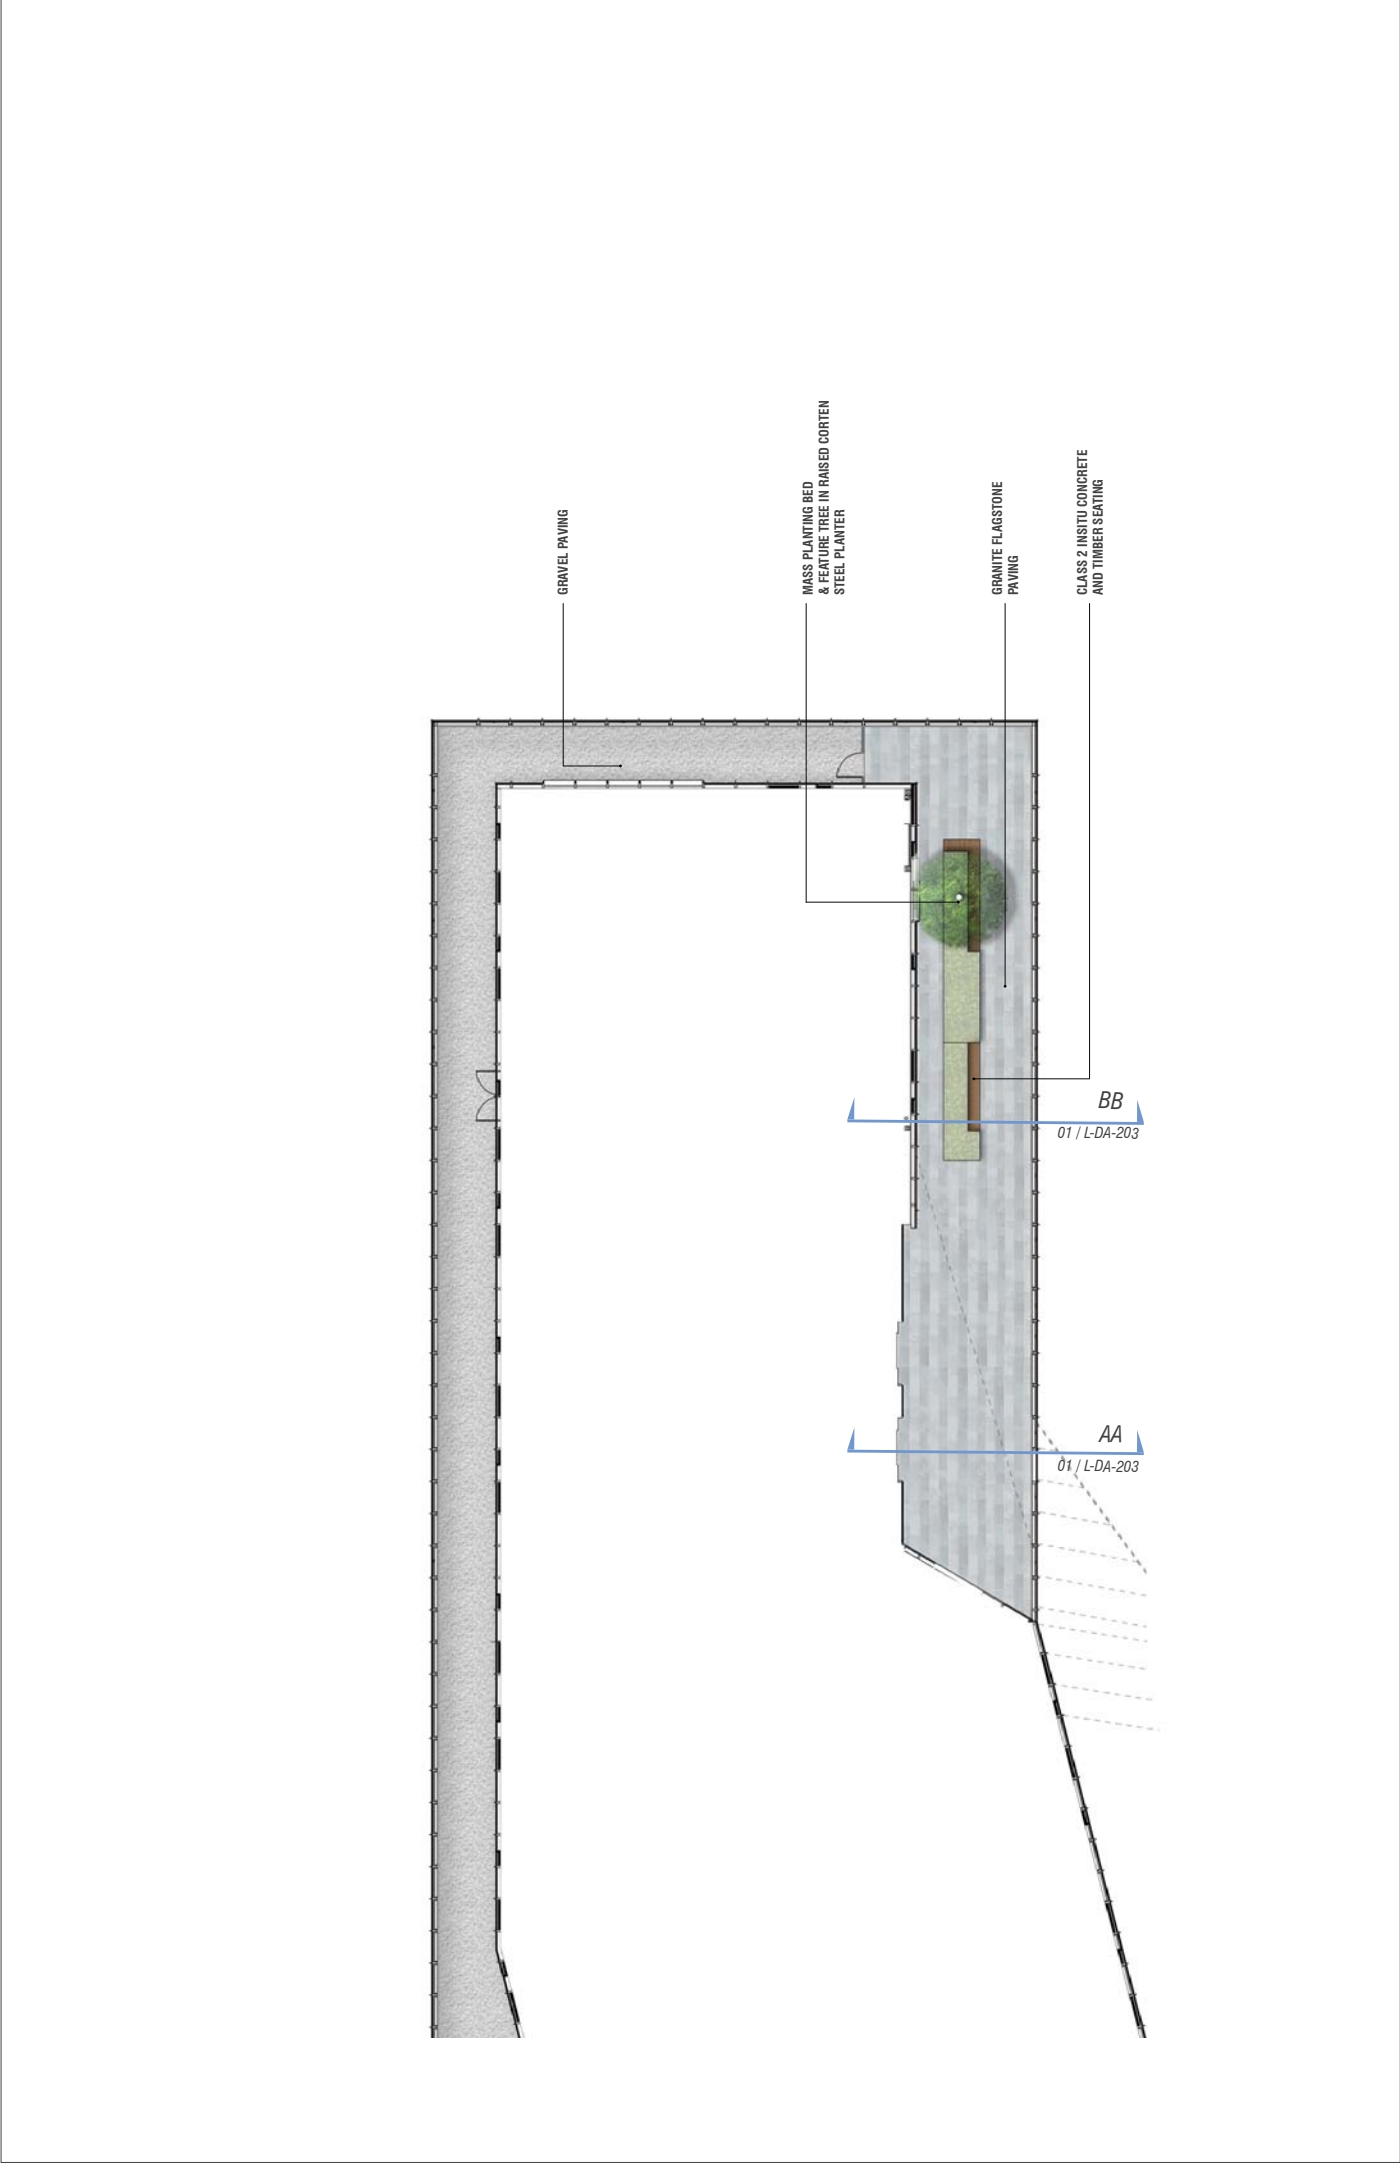 GRAVEL PAVING
MASS PLANTING BED
& FEATURE TREE IN RAISED CORTEN
STEEL PLANTER
GRANITE FLAGSTONE
PAVING
CLASS 2 INSITU CONCRETE
AND TIMBER SEATING
BB
01 / L-DA-203
AA
01 / L-DA-203